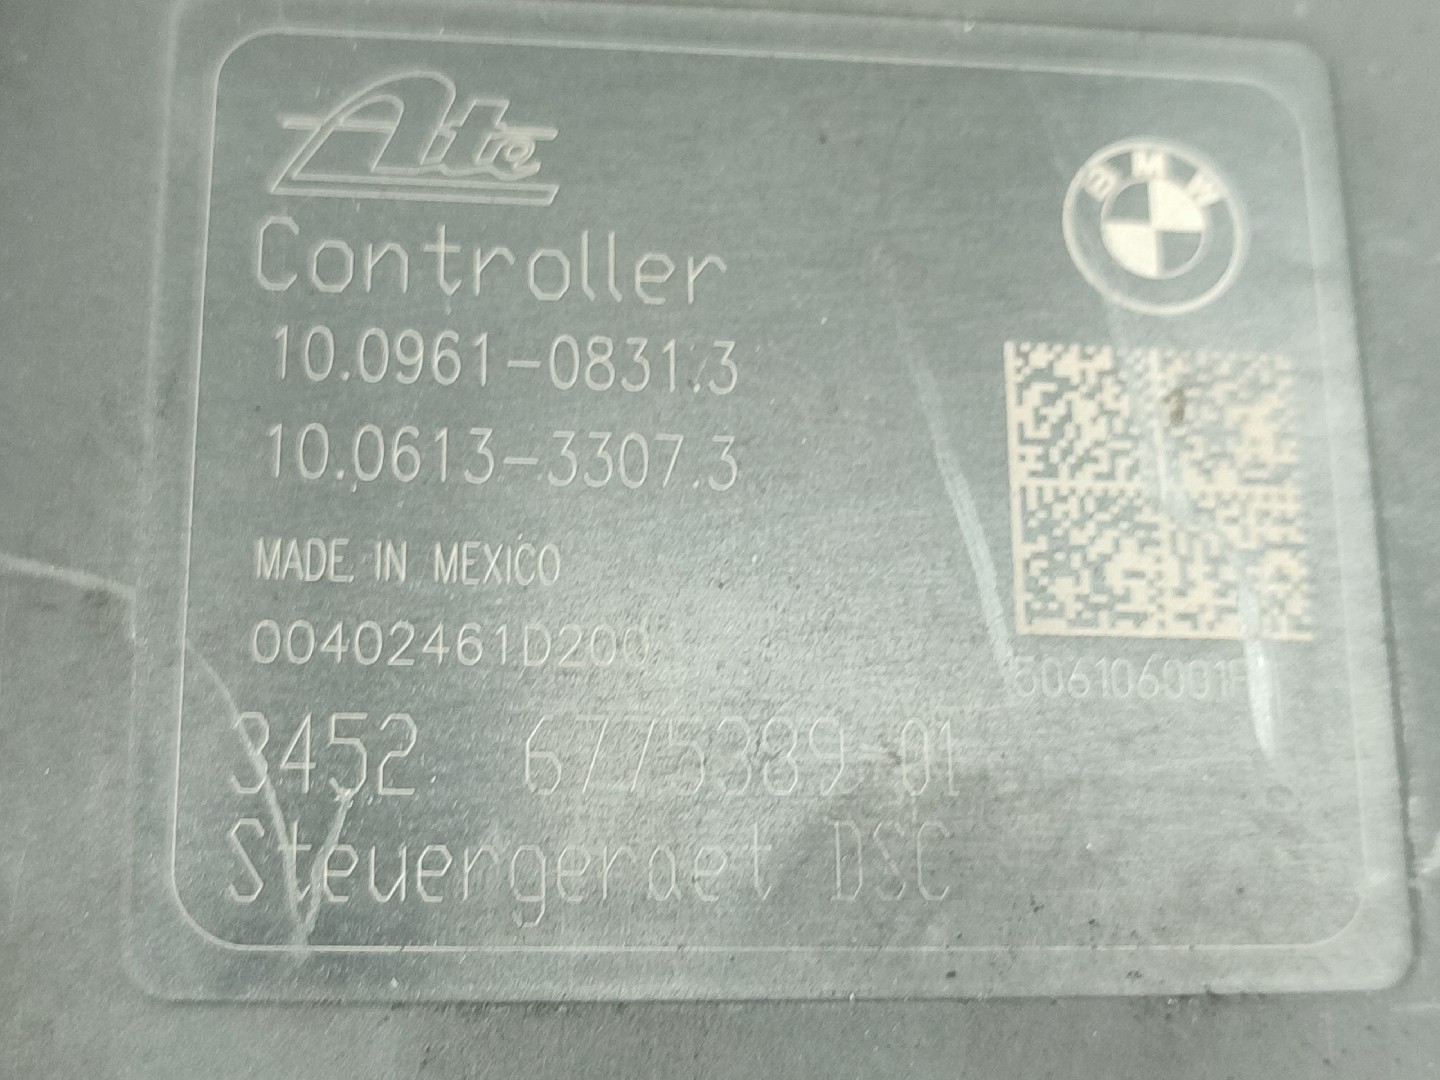 Ate
BMW
Controller
10.0961-0831.3
10.0613-3307.3
MADE IN MEXICO
00402461D200
3452 6775389-01
Steuergeraet DSC